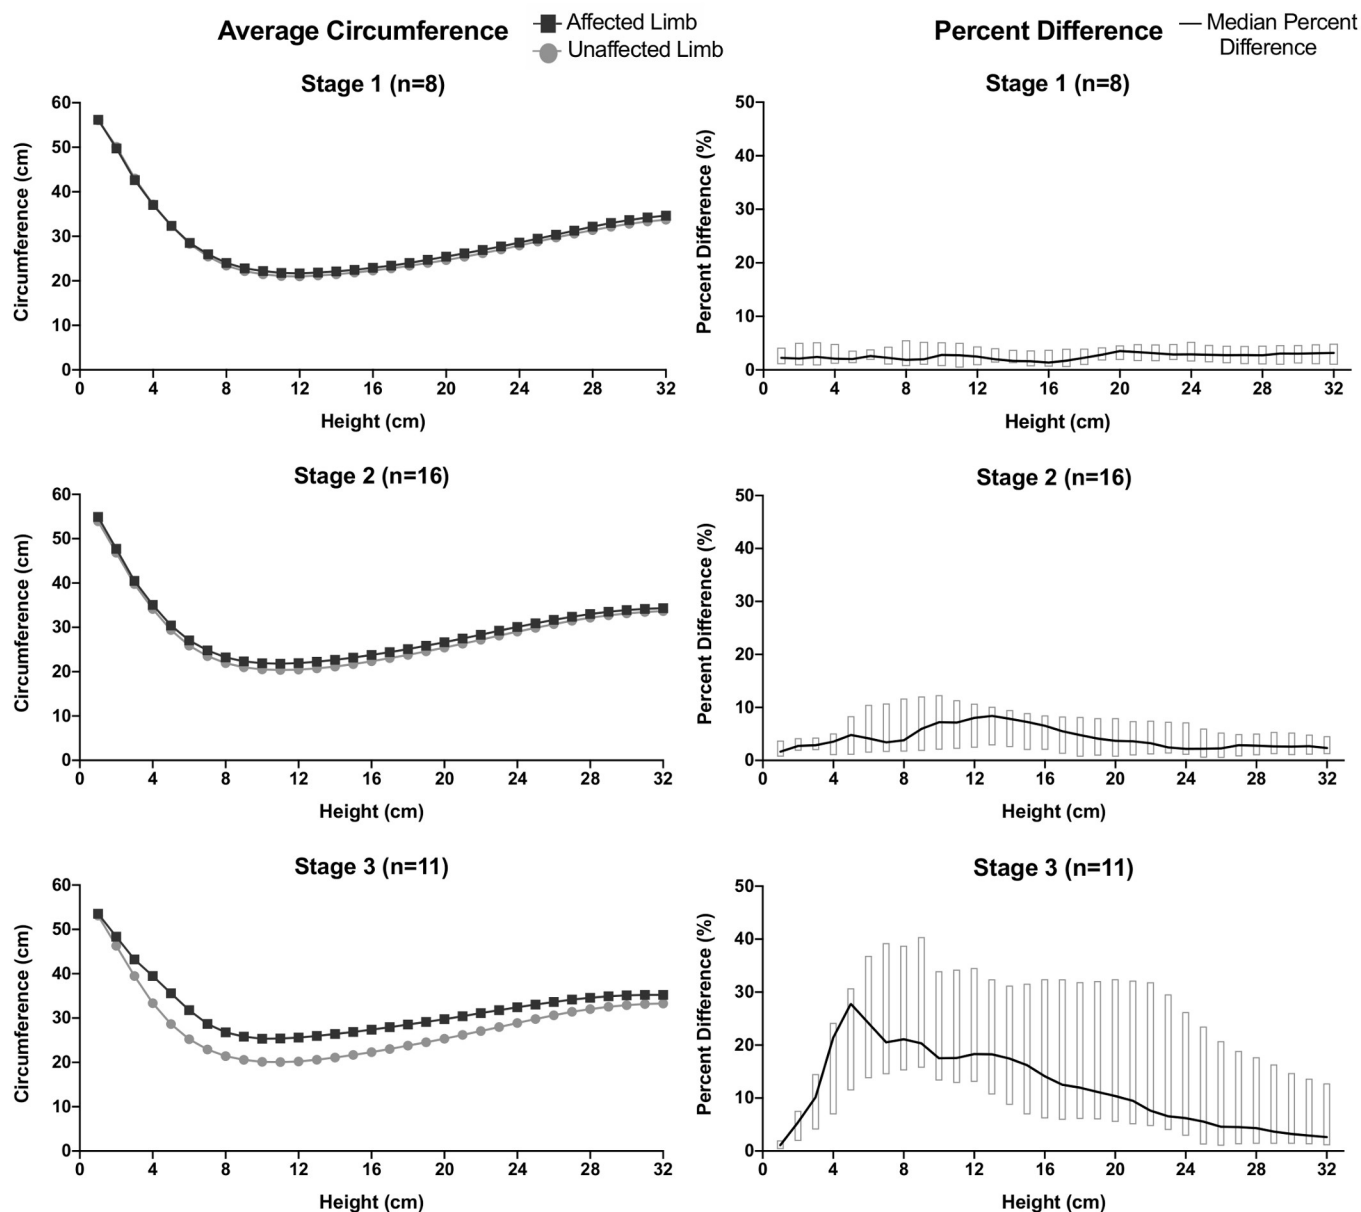 Average Circumference
Affected Limb
Unaffected Limb
Percent Difference
Median Percent
Difference
Stage 1 (n=8)
Circumference (cm)
60
50
40
30
20
10
0
0 4 8 12 16 20 24 28 32
Height (cm)
Stage 1 (n=8)
Percent Difference (%)
50
40
30
20
10
0
0 4 8 12 16 20 24 28 32
Height (cm)
Stage 2 (n=16)
Circumference (cm)
60
50
40
30
20
10
0
0 4 8 12 16 20 24 28 32
Height (cm)
Stage 2 (n=16)
Percent Difference (%)
50
40
30
20
10
0
0 4 8 12 16 20 24 28 32
Height (cm)
Stage 3 (n=11)
Circumference (cm)
60
50
40
30
20
10
0
0 4 8 12 16 20 24 28 32
Height (cm)
Stage 3 (n=11)
Percent Difference (%)
50
40
30
20
10
0
0 4 8 12 16 20 24 28 32
Height (cm)